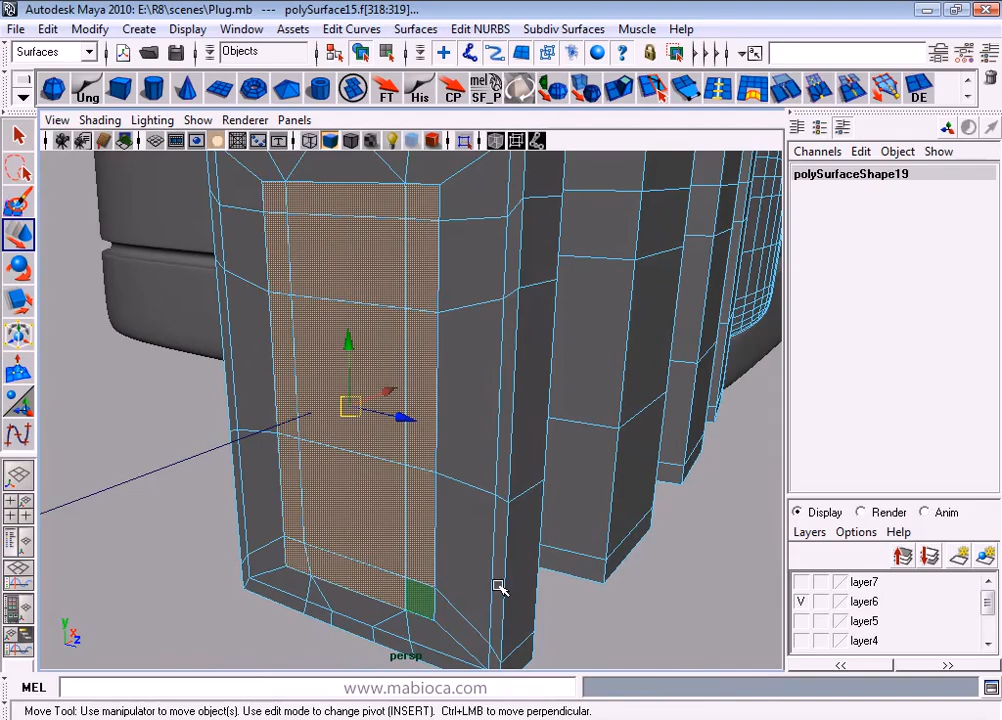 Autodesk Maya 2010: E:\R8\scenes\Plug.mb   ---   polySurface15.f[318:319]...
File Edit Modify Create Display Window Assets Edit Curves Surfaces Edit NURBS Subdiv Surfaces Muscle Help
Surfaces Objects
Ung FT His CP mel SF_P DE
View Shading Lighting Show Renderer Panels
Channels Edit Object Show
polySurfaceShape19
Display Render Anim
Layers Options Help
layer7
V layer6
layer5
layer4
y
z
persp
<< >>
MEL
www.mabioca.com
Move Tool: Use manipulator to move object(s). Use edit mode to change pivot (INSERT).  Ctrl+LMB to move perpendicular.